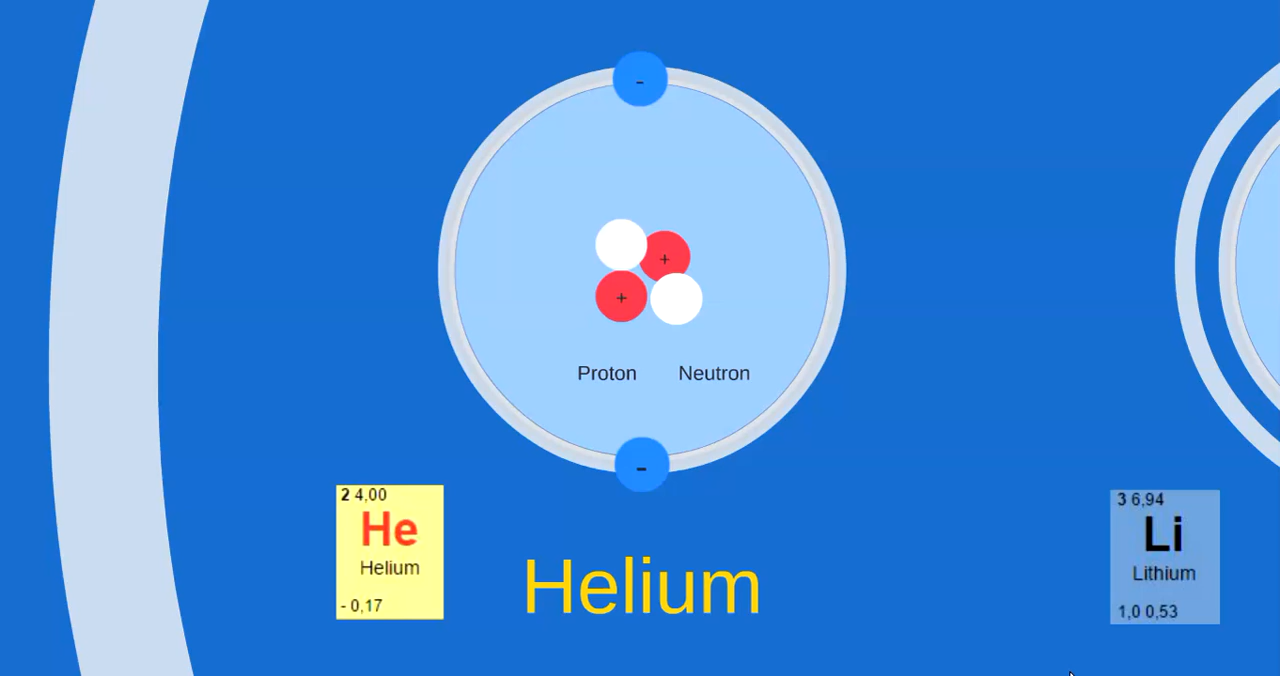 -
+
+
Proton Neutron
-
2 4,00
He
Helium
- 0,17
Helium
3 6,94
Li
Lithium
1,0 0,53